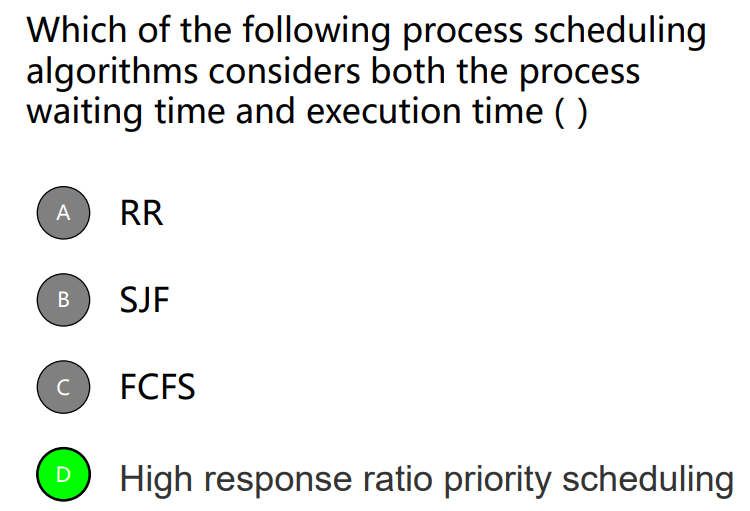 Which of the following process scheduling
algorithms considers both the process
waiting time and execution time ( )
A RR
B SJF
C FCFS
D High response ratio priority scheduling